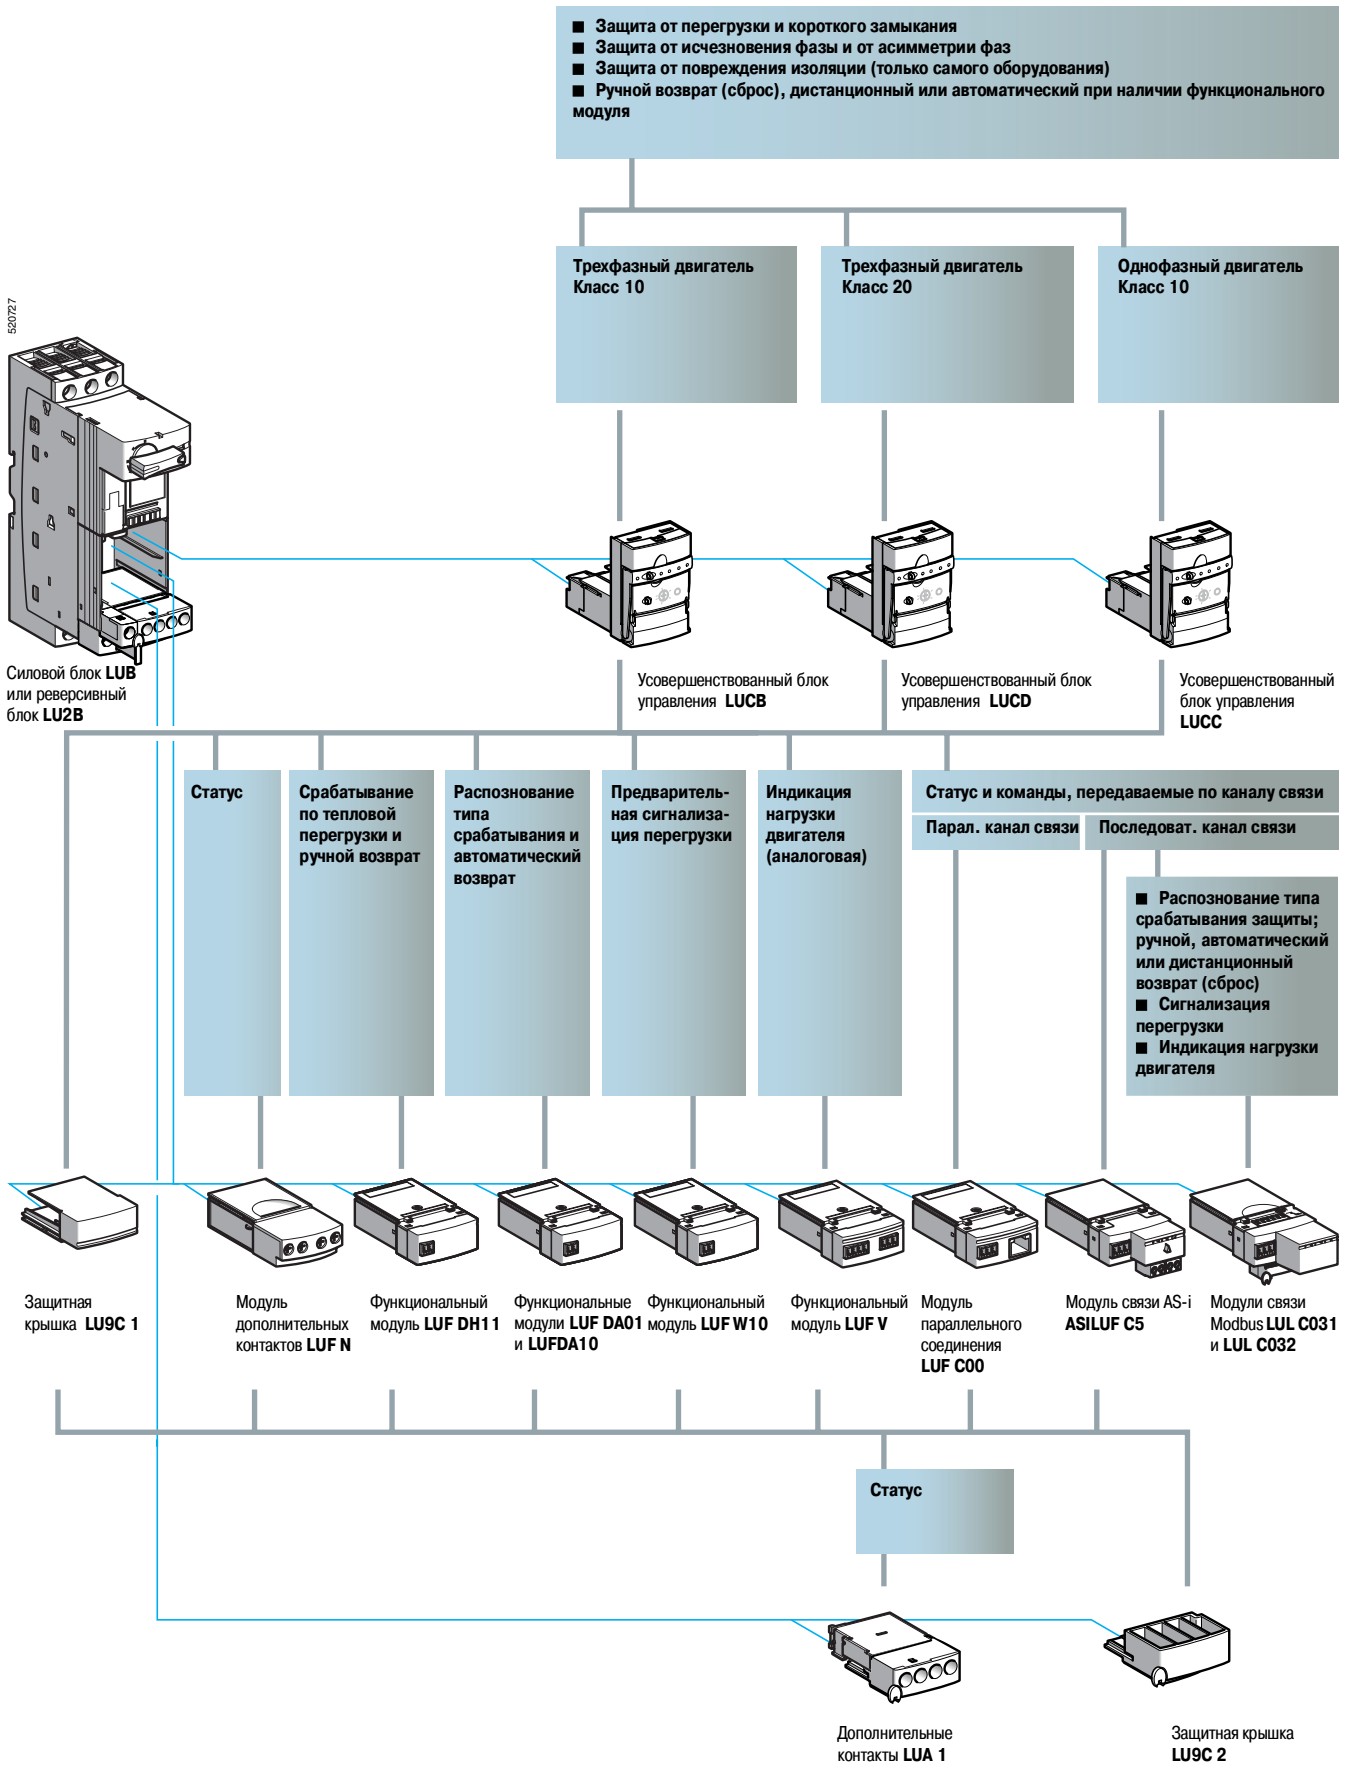 ■ Защита от перегрузки и короткого замыкания
■ Защита от исчезновения фазы и от асимметрии фаз
■ Защита от повреждения изоляции (только самого оборудования)
■ Ручной возврат (сброс), дистанционный или автоматический при наличии функционального
модуля
Трехфазный двигатель
Класс 10
Трехфазный двигатель
Класс 20
Однофазный двигатель
Класс 10
520727
Силовой блок LUB
или реверсивный
блок LU2B
Усовершенствованный блок
управления LUCB
Усовершенствованный блок
управления LUCD
Усовершенствованный
блок управления
LUCC
Статус
Срабатывание
по тепловой
перегрузки и
ручной возврат
Распознование
типа
срабатывания и
автоматический
возврат
Предваритель-
ная сигнализа-
ция перегрузки
Индикация
нагрузки
двигателя
(аналоговая)
Статус и команды, передаваемые по каналу связи
Парал. канал связи
Последоват. канал связи
■ Распознование типа
срабатывания защиты;
ручной, автоматический
или дистанционный
возврат (сброс)
■ Сигнализация
перегрузки
■ Индикация нагрузки
двигателя
Защитная
крышка LU9C 1
Модуль
дополнительных
контактов LUF N
Функциональный
модуль LUF DH11
Функциональные
модули LUF DA01
и LUFDA10
Функциональный
модуль LUF W10
Функциональный
модуль LUF V
Модуль
параллельного
соединения
LUF C00
Модуль связи AS-i
ASILUF C5
Модули связи
Modbus LUL C031
и LUL C032
Статус
Дополнительные
контакты LUA 1
Защитная крышка
LU9C 2